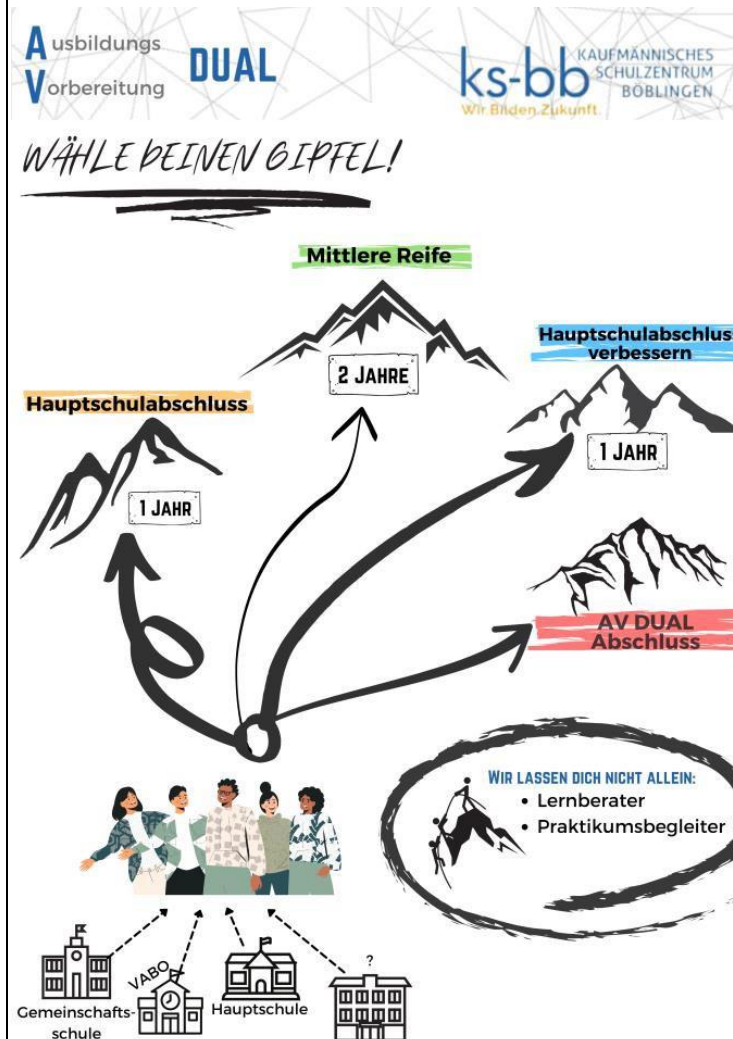 Ausbildungs
Vorbereitung
DUAL
ks-bb
KAUFMÄNNISCHES
SCHULZENTRUM
BÖBLINGEN
Wir.Bilden.Zukunft.
WÄHLE DEINEN GIPFEL!
Mittlere Reife
2 JAHRE
Hauptschulabschluss
verbessern
1 JAHR
Hauptschulabschluss
1 JAHR
AV DUAL
Abschluss
WIR LASSEN DICH NICHT ALLEIN:
• Lernberater
• Praktikumsbegleiter
Gemeinschafts-
schule
VABO
Hauptschule
?